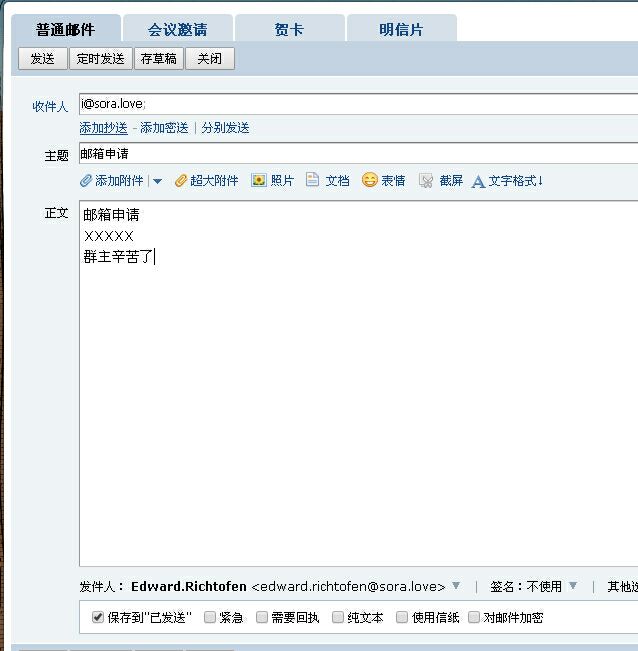 普通邮件 会议邀请 贺卡 明信片
发送 定时发送 存草稿 关闭
收件人 i@sora.love;
添加抄送 - 添加密送 | 分别发送
主题 邮箱申请
添加附件 | 超大附件 照片 文档 表情 截屏 A 文字格式↓
正文 邮箱申请
XXXXX
群主辛苦了
发件人： Edward.Richtofen <edward.richtofen@sora.love> | 签名：不使用 | 其他选
保存到"已发送" 紧急 需要回执 纯文本 使用信纸 对邮件加密